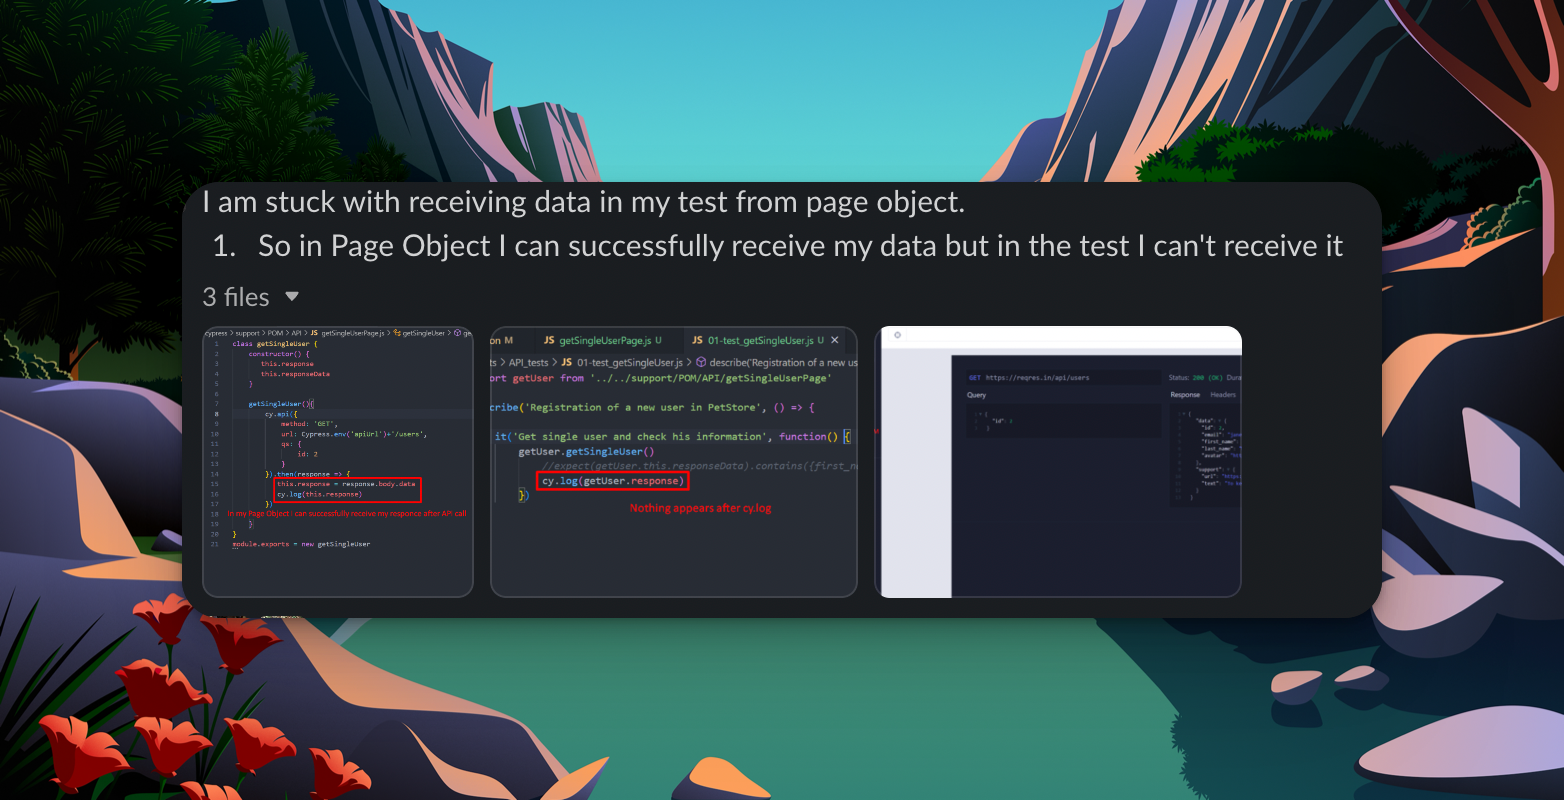 I am stuck with receiving data in my test from page object.
1. So in Page Object I can successfully receive my data but in the test I can't receive it
3 files
cypress > support > POM > API > JS getSingleUserPage.js > getSingleUser > ge
1 class getSingleUser {
2 constructor() {
3 this.response
4 this.responseData
5 }
6
7 getSingleUser(){
8 cy.api({
9 method: 'GET',
10 url: Cypress.env('apiUrl')+'/users',
11 qs: {
12 id: 2
13 }
14 }).then(response => {
15 this.response = response.body.data
16 cy.log(this.response)
17 })
18 In my Page Object I can successfully receive my responce after API call
19 }
20 }
21 module.exports = new getSingleUser
on M JS getSingleUserPage.js U JS 01-test_getSingleUser.js U ×
ts > API_tests > JS 01-test_getSingleUser.js > describe('Registration of a new us
ort getUser from '../../support/POM/API/getSingleUserPage'
cribe('Registration of a new user in PetStore', () => {
it('Get single user and check his information', function() {
getUser.getSingleUser()
//expect(getUser.this.responseData).contains({first_n
cy.log(getUser.response)
})
Nothing appears after cy.log
GET https://reqres.in/api/users
Status: 200 (OK) Dura
Query
Response Headers
{
"id":
}
{
"data": {
"id": 2,
"email": "jane
"first_name":
"last_name":
"avatar": "ht
},
"support": {
"url": "https:
"text": "To ke
}
}